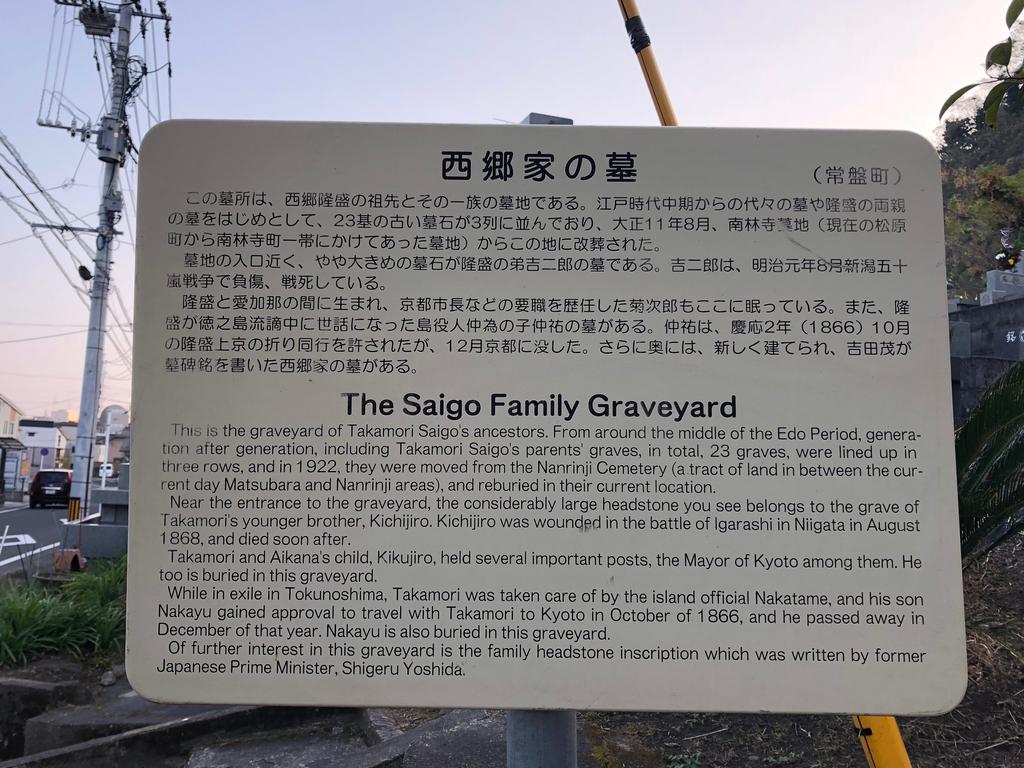 西郷家の墓
（常盤町）
この墓所は、西郷隆盛の祖先とその一族の墓地である。江戸時代中期からの代々の墓や隆盛の両親
の墓をはじめとして、23基の古い墓石が3列に並んでおり、大正11年8月、南林寺墓地（現在の松原
町から南林寺町一帯にかけてあった墓地）からこの地に改葬された。
墓地の入口近く、やや大きめの墓石が隆盛の弟吉二郎の墓である。吉二郎は、明治元年8月新潟五十
嵐戦争で負傷、戦死している。
隆盛と愛加那の間に生まれ、京都市長などの要職を歴任した菊次郎もここに眠っている。また、隆
盛が徳之島流謫中に世話になった島役人仲為の子仲祐の墓がある。仲祐は、慶応2年（1866）10月
の隆盛上京の折り同行を許されたが、12月京都に没した。さらに奥には、新しく建てられ、吉田茂が
墓碑銘を書いた西郷家の墓がある。
The Saigo Family Graveyard
This is the graveyard of Takamori Saigo's ancestors. From around the middle of the Edo Period, genera-
tion after generation, including Takamori Saigo's parents' graves, in total, 23 graves, were lined up in
three rows, and in 1922, they were moved from the Nanrinji Cemetery (a tract of land in between the cur-
rent day Matsubara and Nanrinji areas), and reburied in their current location.
Near the entrance to the graveyard, the considerably large headstone you see belongs to the grave of
Takamori's younger brother, Kichijiro. Kichijiro was wounded in the battle of Igarashi in Niigata in August
1868, and died soon after.
Takamori and Aikana's child, Kikujiro, held several important posts, the Mayor of Kyoto among them. He
too is buried in this graveyard.
While in exile in Tokunoshima, Takamori was taken care of by the island official Nakatame, and his son
Nakayu gained approval to travel with Takamori to Kyoto in October of 1866, and he passed away in
December of that year. Nakayu is also buried in this graveyard.
Of further interest in this graveyard is the family headstone inscription which was written by former
Japanese Prime Minister, Shigeru Yoshida.